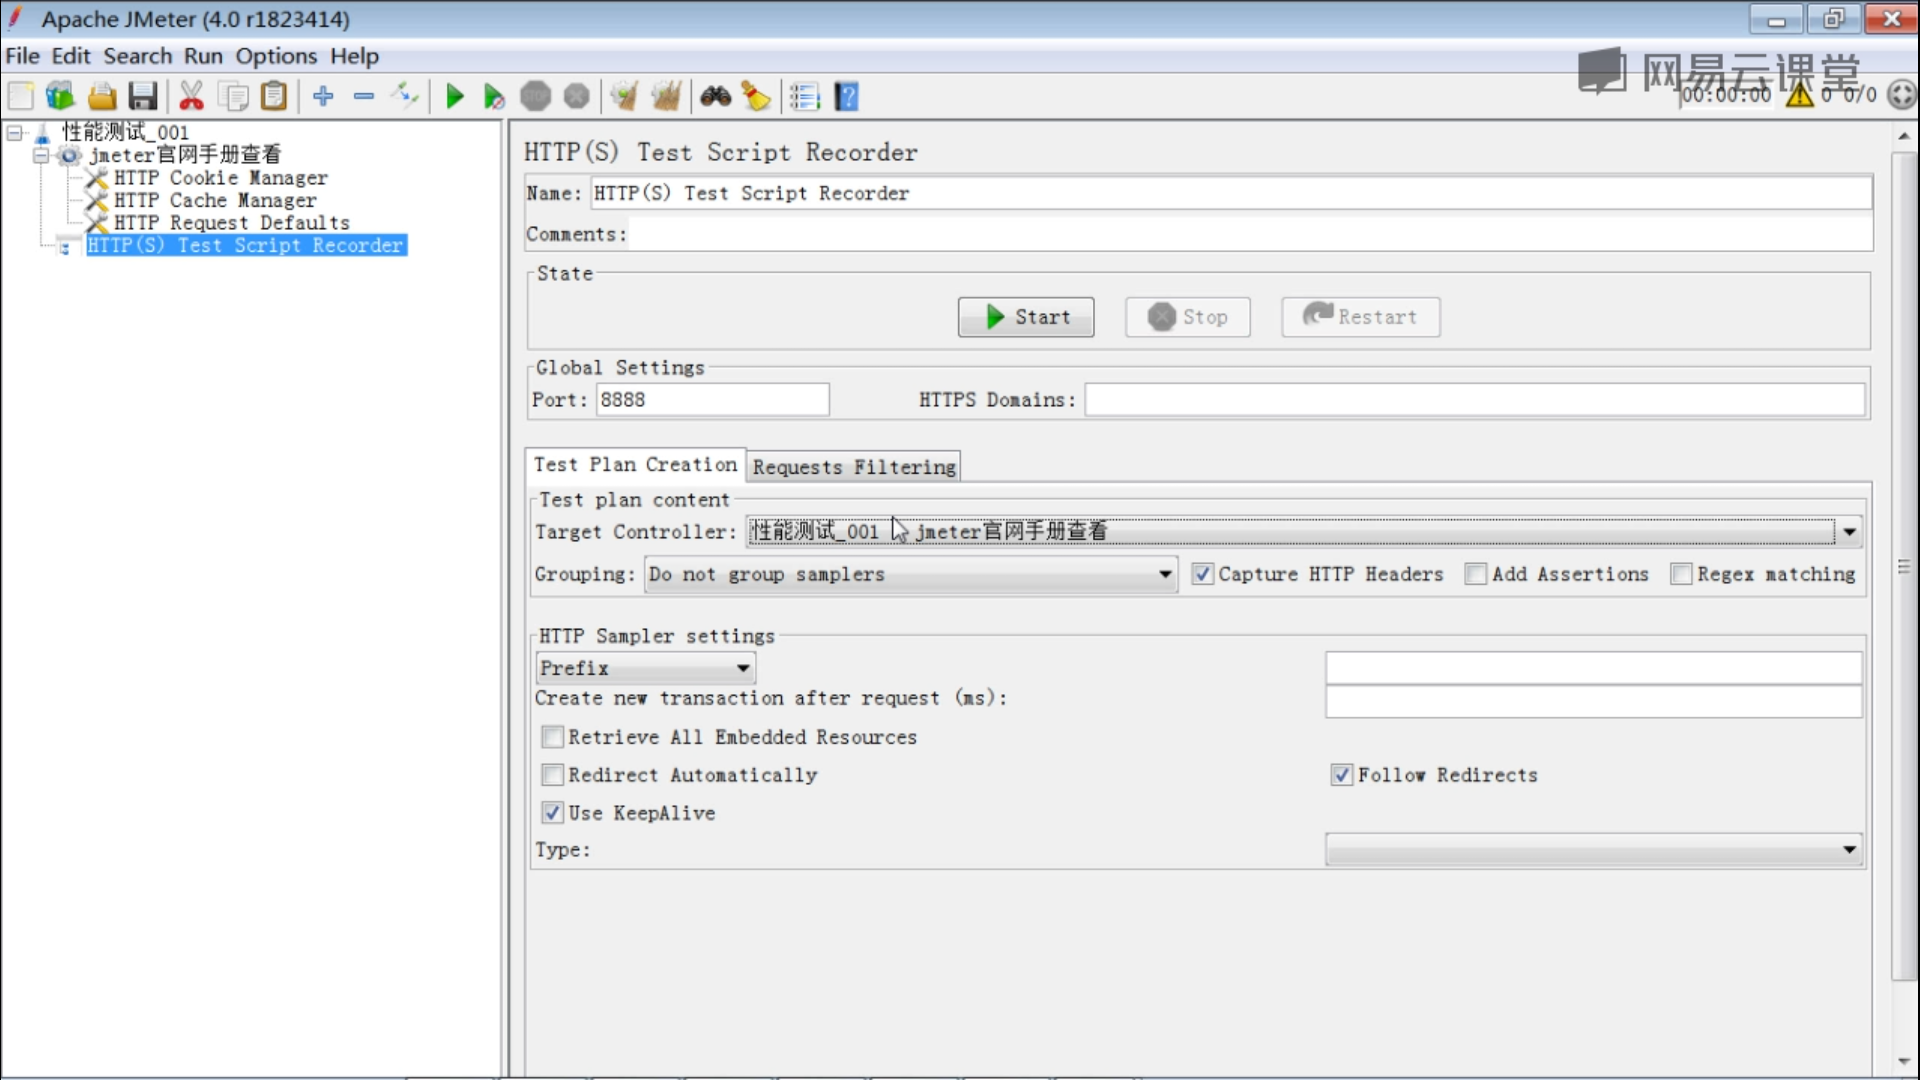 Apache JMeter (4.0 r1823414)
File Edit Search Run Options Help
网易云课堂
00:00:00 0 0/0
性能测试_001
jmeter官网手册查看
HTTP Cookie Manager
HTTP Cache Manager
HTTP Request Defaults
HTTP(S) Test Script Recorder
HTTP(S) Test Script Recorder
Name: HTTP(S) Test Script Recorder
Comments:
State
Start Stop Restart
Global Settings
Port: 8888 HTTPS Domains:
Test Plan Creation Requests Filtering
Test plan content
Target Controller: 性能测试_001 jmeter官网手册查看
Grouping: Do not group samplers Capture HTTP Headers Add Assertions Regex matching
HTTP Sampler settings
Prefix
Create new transaction after request (ms):
Retrieve All Embedded Resources
Redirect Automatically Follow Redirects
Use KeepAlive
Type: